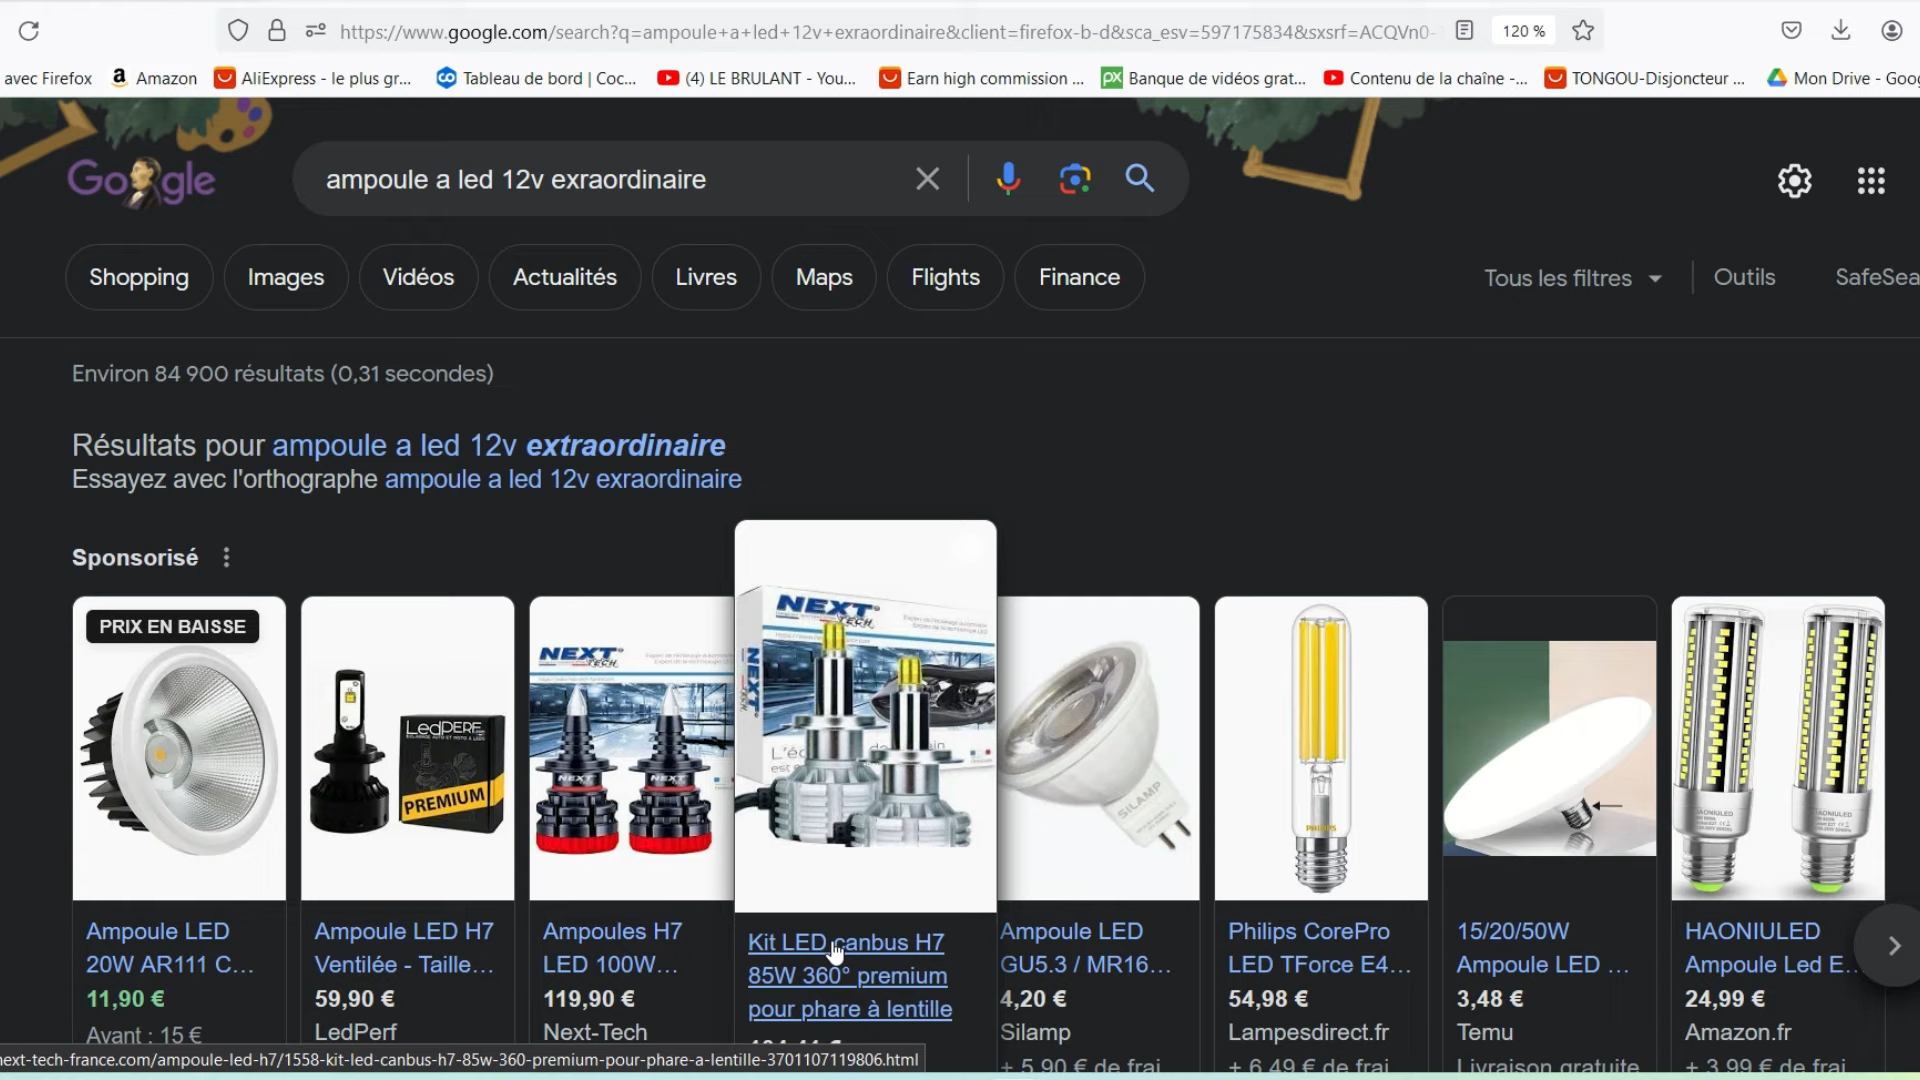 https://www.google.com/search?q=ampoule+a+led+12v+exraordinaire&client=firefox-b-d&sca_esv=597175834&sxsrf=ACQVn0-
120 %
avec Firefox
Amazon
AliExpress - le plus gr...
Tableau de bord | Coc...
(4) LE BRULANT - You...
Earn high commission ...
Banque de vidéos grat...
Contenu de la chaîne -...
TONGOU-Disjoncteur ...
Mon Drive - Goog
Google
ampoule a led 12v exraordinaire
Shopping
Images
Vidéos
Actualités
Livres
Maps
Flights
Finance
Tous les filtres
Outils
SafeSea
Environ 84 900 résultats (0,31 secondes)
Résultats pour ampoule a led 12v extraordinaire
Essayez avec l'orthographe ampoule a led 12v exraordinaire
Sponsorisé
PRIX EN BAISSE
LedPERF
PREMIUM
NEXT
TECH
NEXT
NEXT
NEXT
TECH
NEXT
SILAMP
PHILIPS
HAONIULED
HAONIULED
Ampoule LED
20W AR111 C...
11,90 €
Avant : 15 €
Ampoule LED H7
Ventilée - Taille...
59,90 €
LedPerf
Ampoules H7
LED 100W...
119,90 €
Next-Tech
Kit LED canbus H7
85W 360° premium
pour phare à lentille
Ampoule LED
GU5.3 / MR16...
4,20 €
Silamp
+ 5,90 € de frai
Philips CorePro
LED TForce E4...
54,98 €
Lampesdirect.fr
+ 6,49 € de frai
15/20/50W
Ampoule LED ...
3,48 €
Temu
Livraison gratuite
HAONIULED
Ampoule Led E...
24,99 €
Amazon.fr
+ 3,99 € de frai
next-tech-france.com/ampoule-led-h7/1558-kit-led-canbus-h7-85w-360-premium-pour-phare-a-lentille-3701107119806.html